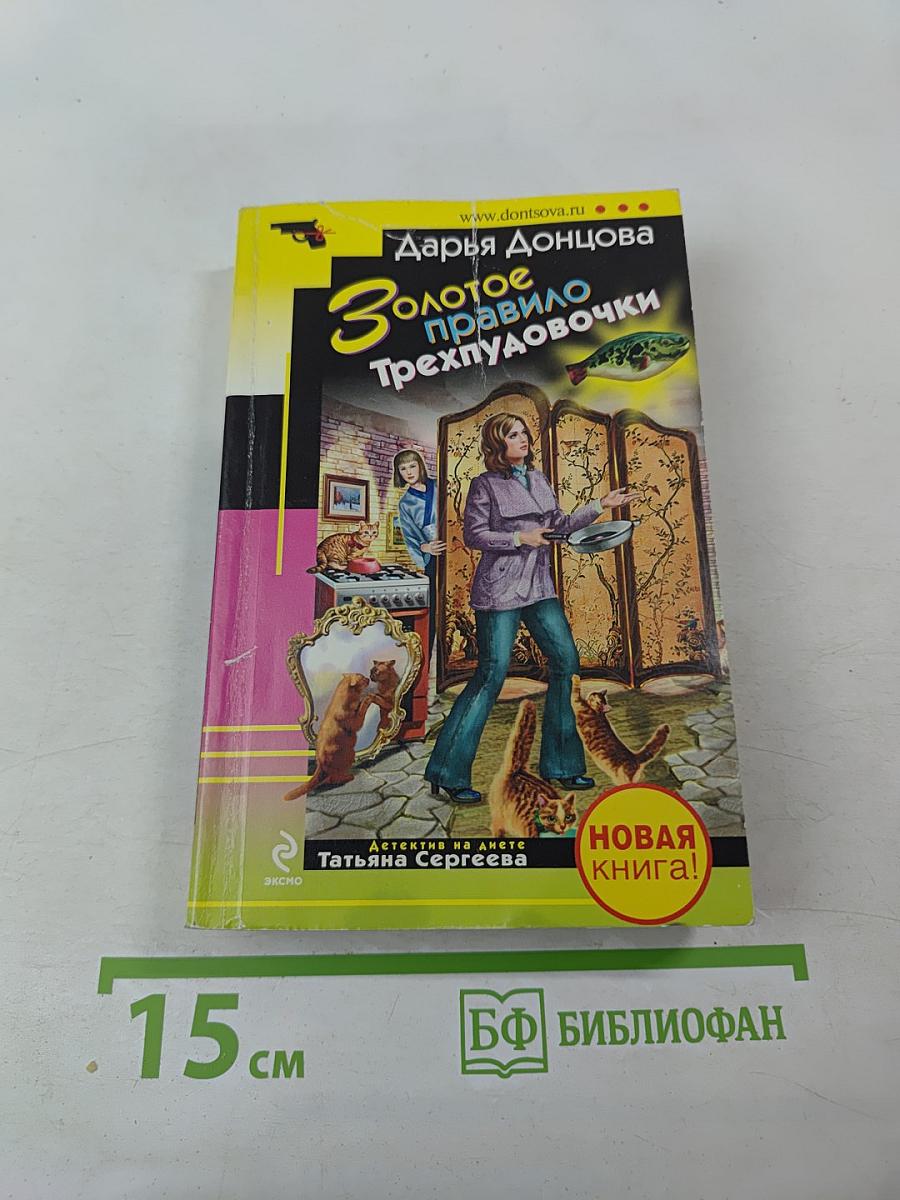 www.dontsova.ru
Дарья Донцова
Золотое
правило
Трехпудовочки
Детектив на диете
Татьяна Сергеева
ЭКСМО
НОВАЯ
книга!
15 см
БФ БИБЛИОФАН